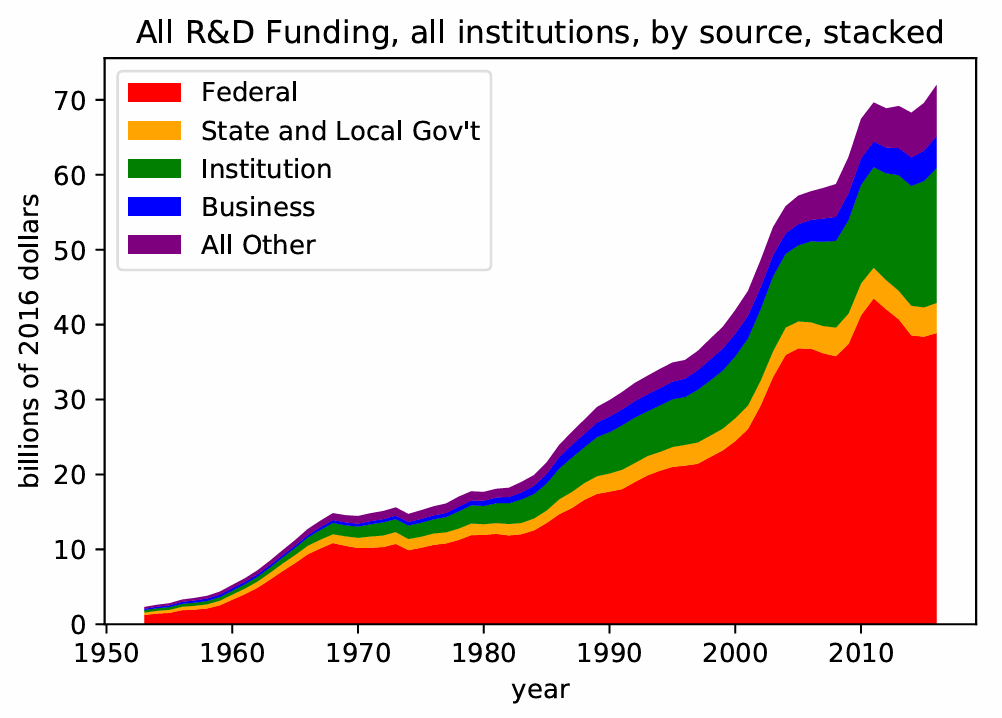 All R&D Funding, all institutions, by source, stacked
Federal
State and Local Gov't
Institution
Business
All Other
billions of 2016 dollars
70
60
50
40
30
20
10
0
1950 1960 1970 1980 1990 2000 2010
year